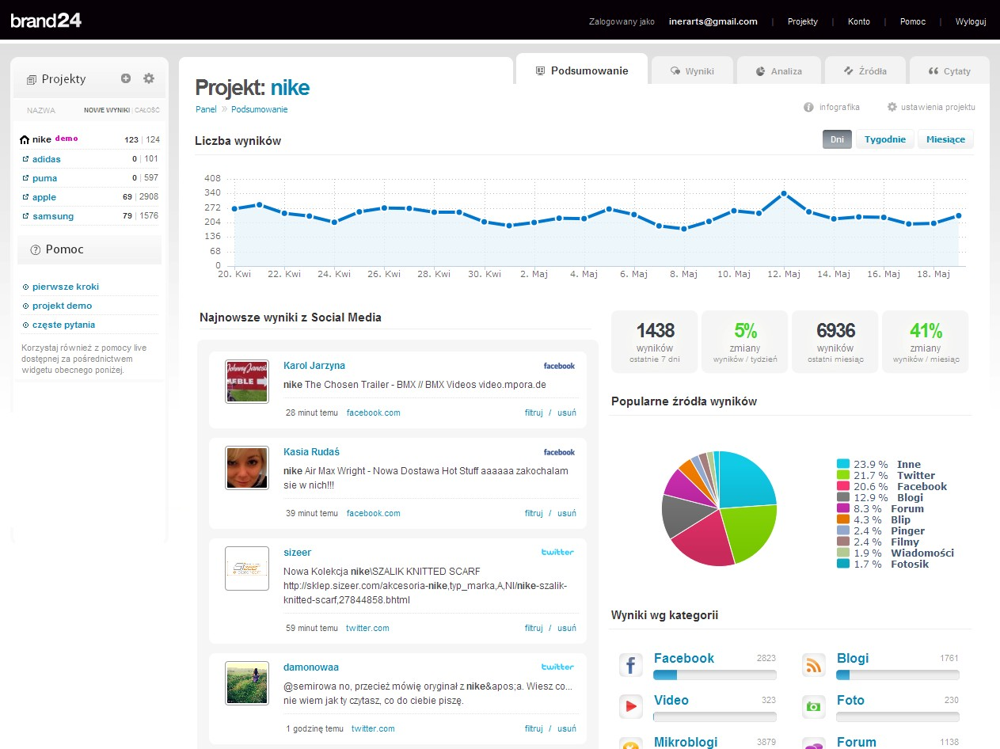 brand24
Zalogowany jako inerarts@gmail.com | Projekty | Konto | Pomoc | Wyloguj
Projekty
NAZWA NOWE WYNIKI | CAŁOŚĆ
nike demo 123 | 124
adidas 0 | 101
puma 0 | 597
apple 69 | 2908
samsung 79 | 1576
Pomoc
pierwsze kroki
projekt demo
częste pytania
Korzystaj również z pomocy live
dostępnej za pośrednictwem
widgetu obecnego poniżej.
Podsumowanie
Wyniki
Analiza
Źródła
Cytaty
Projekt: nike
Panel » Podsumowanie
infografika
ustawienia projektu
Liczba wyników
Dni Tygodnie Miesiące
408
340
272
204
136
68
0
20. Kwi 22. Kwi 24. Kwi 26. Kwi 28. Kwi 30. Kwi 2. Maj 4. Maj 6. Maj 8. Maj 10. Maj 12. Maj 14. Maj 16. Maj 18. Maj
Najnowsze wyniki z Social Media
Karol Jarzyna facebook
nike The Chosen Trailer - BMX // BMX Videos video.mpora.de
28 minut temu facebook.com filtruj / usuń
Kasia Rudaś facebook
nike Air Max Wright - Nowa Dostawa Hot Stuff aaaaaa zakochalam
sie w nich!!!
39 minut temu facebook.com filtruj / usuń
sizeer twitter
Nowa Kolekcja nike\SZALIK KNITTED SCARF
http://sklep.sizeer.com/akcesoria-nike,typ_marka,A,NI/nike-szalik-
knitted-scarf,27844858.bhtml
59 minut temu twitter.com filtruj / usuń
damonowaa twitter
@semirowa no, przecież mówię oryginał z nike&apos;a. Wiesz co...
nie wiem jak ty czytasz, co do ciebie piszę.
1 godzinę temu twitter.com filtruj / usuń
1438
wyników
ostatnie 7 dni
5%
zmiany
wyników / tydzień
6936
wyników
ostatni miesiąc
41%
zmiany
wyników / miesiąc
Popularne źródła wyników
23.9 % Inne
21.7 % Twitter
20.6 % Facebook
12.9 % Blogi
8.3 % Forum
4.3 % Blip
2.4 % Pinger
2.4 % Filmy
1.9 % Wiadomości
1.7 % Fotosik
Wyniki wg kategorii
Facebook 2823
Blogi 1761
Video 323
Foto 230
Mikroblogi 3879
Forum 1138